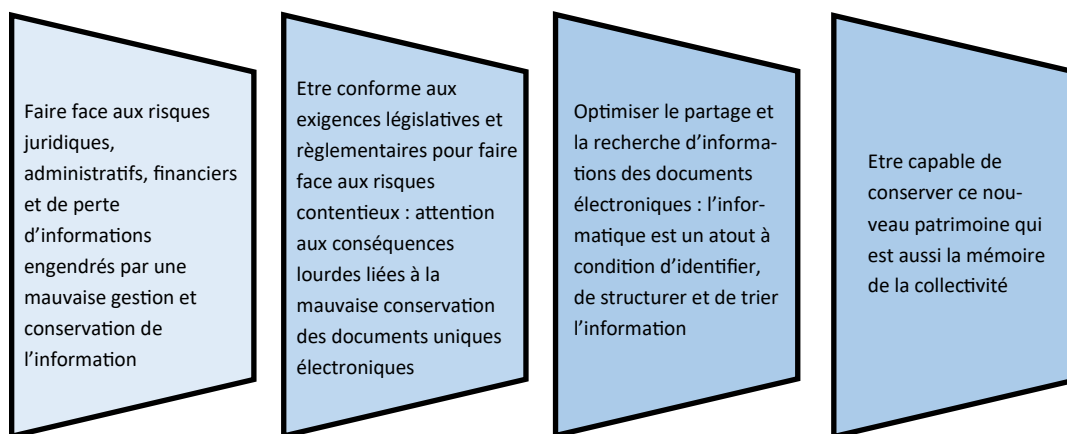 Faire face aux risques
juridiques,
administratifs, financiers
et de perte
d’informations
engendrés par une
mauvaise gestion et
conservation de
l’information
Etre conforme aux
exigences législatives et
règlementaires pour faire
face aux risques
contentieux : attention
aux conséquences
lourdes liées à la
mauvaise conservation
des documents uniques
électroniques
Optimiser le partage et
la recherche d’informa-
tions des documents
électroniques : l’infor-
matique est un atout à
condition d’identifier,
de structurer et de trier
l’information
Etre capable de
conserver ce nou-
veau patrimoine qui
est aussi la mémoire
de la collectivité